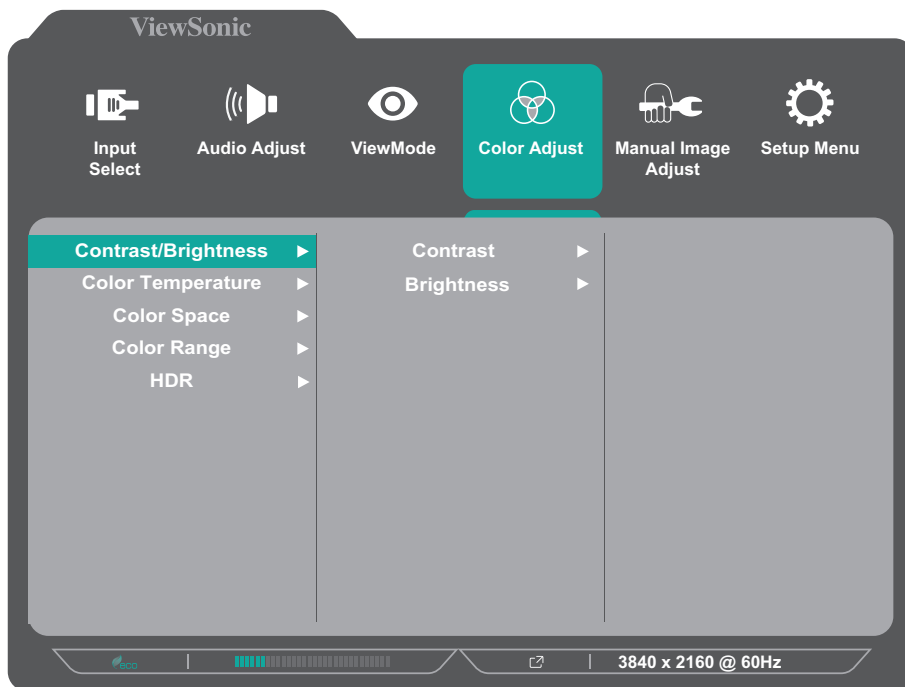 ViewSonic
Input
Select
Audio Adjust
ViewMode
Color Adjust
Manual Image
Adjust
Setup Menu
Contrast/Brightness
Color Temperature
Color Space
Color Range
HDR
Contrast
Brightness
eco
3840 x 2160 @ 60Hz